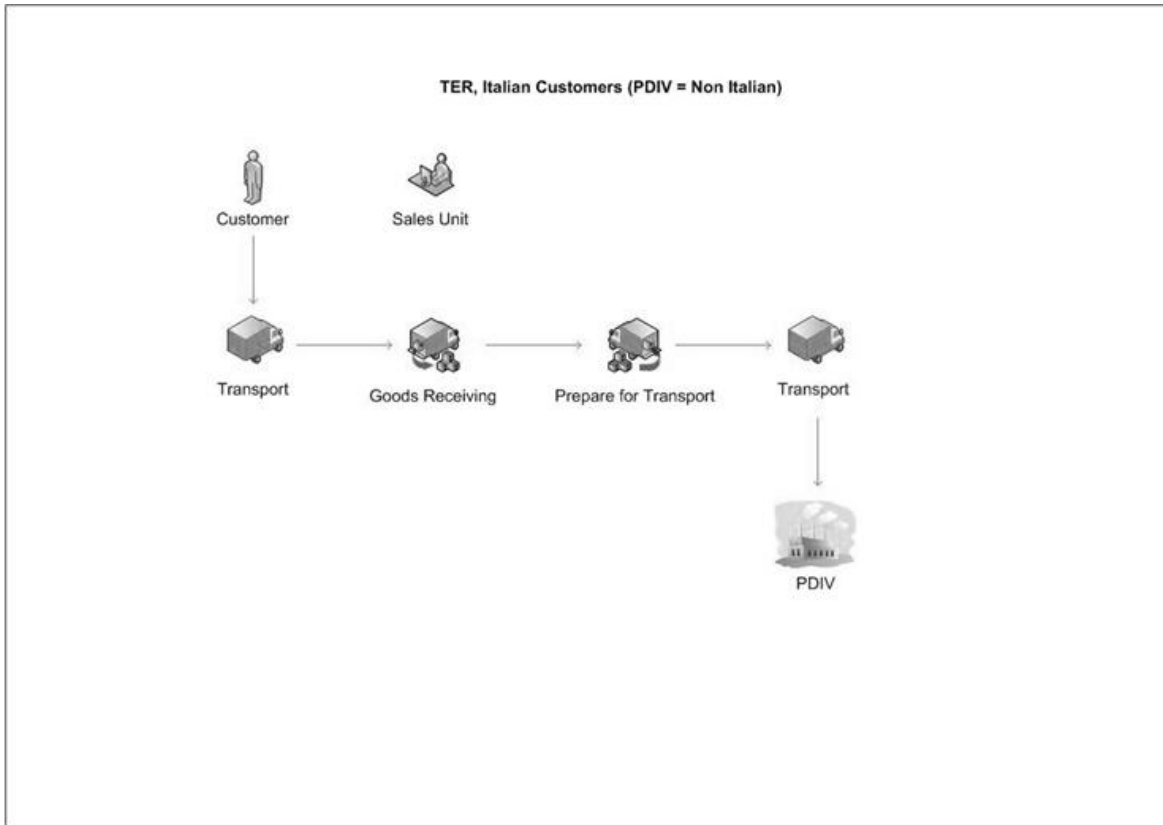 TER, Italian Customers (PDIV = Non Italian)
Customer
Sales Unit
Transport
Goods Receiving
Prepare for Transport
Transport
PDIV